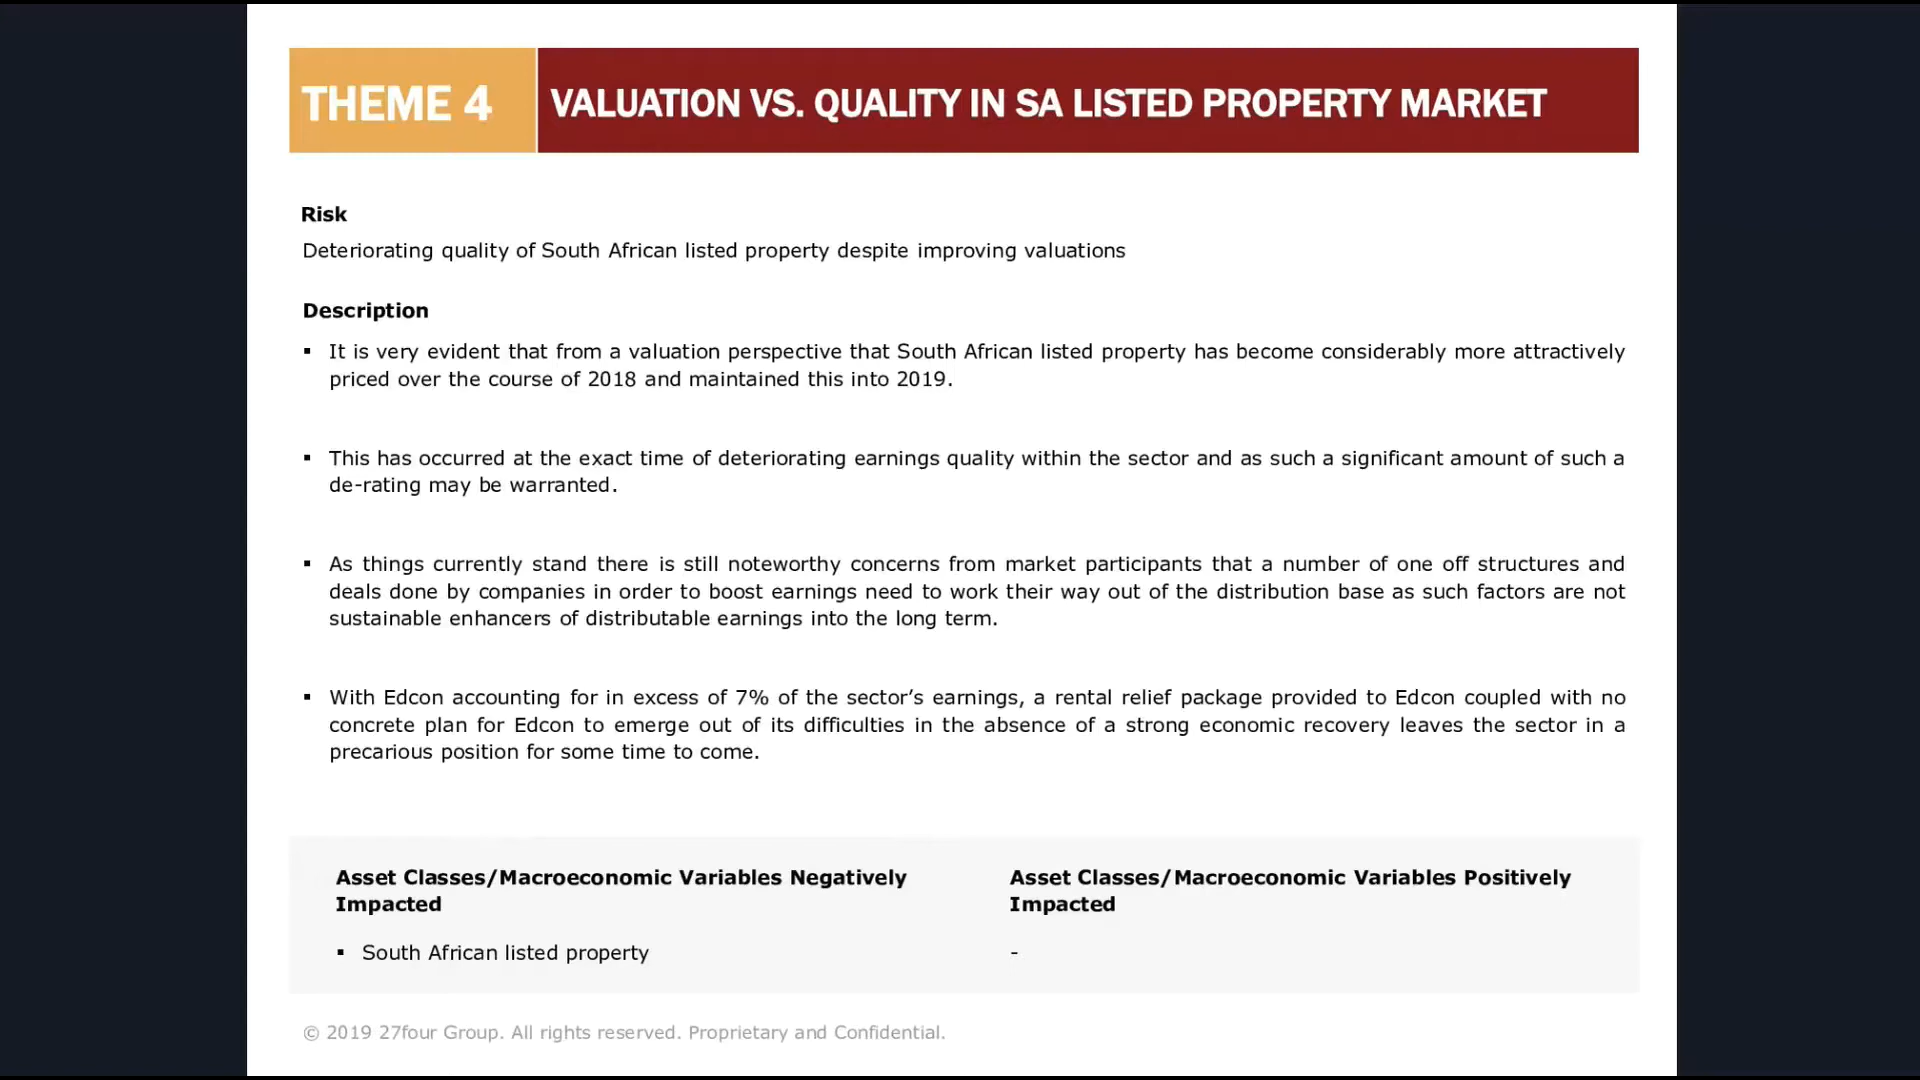 THEME 4
VALUATION VS. QUALITY IN SA LISTED PROPERTY MARKET
Risk
Deteriorating quality of South African listed property despite improving valuations
Description
▪ It is very evident that from a valuation perspective that South African listed property has become considerably more attractively
priced over the course of 2018 and maintained this into 2019.
▪ This has occurred at the exact time of deteriorating earnings quality within the sector and as such a significant amount of such a
de-rating may be warranted.
▪ As things currently stand there is still noteworthy concerns from market participants that a number of one off structures and
deals done by companies in order to boost earnings need to work their way out of the distribution base as such factors are not
sustainable enhancers of distributable earnings into the long term.
▪ With Edcon accounting for in excess of 7% of the sector’s earnings, a rental relief package provided to Edcon coupled with no
concrete plan for Edcon to emerge out of its difficulties in the absence of a strong economic recovery leaves the sector in a
precarious position for some time to come.
Asset Classes/Macroeconomic Variables Negatively
Impacted
▪ South African listed property
Asset Classes/Macroeconomic Variables Positively
Impacted
-
© 2019 27four Group. All rights reserved. Proprietary and Confidential.